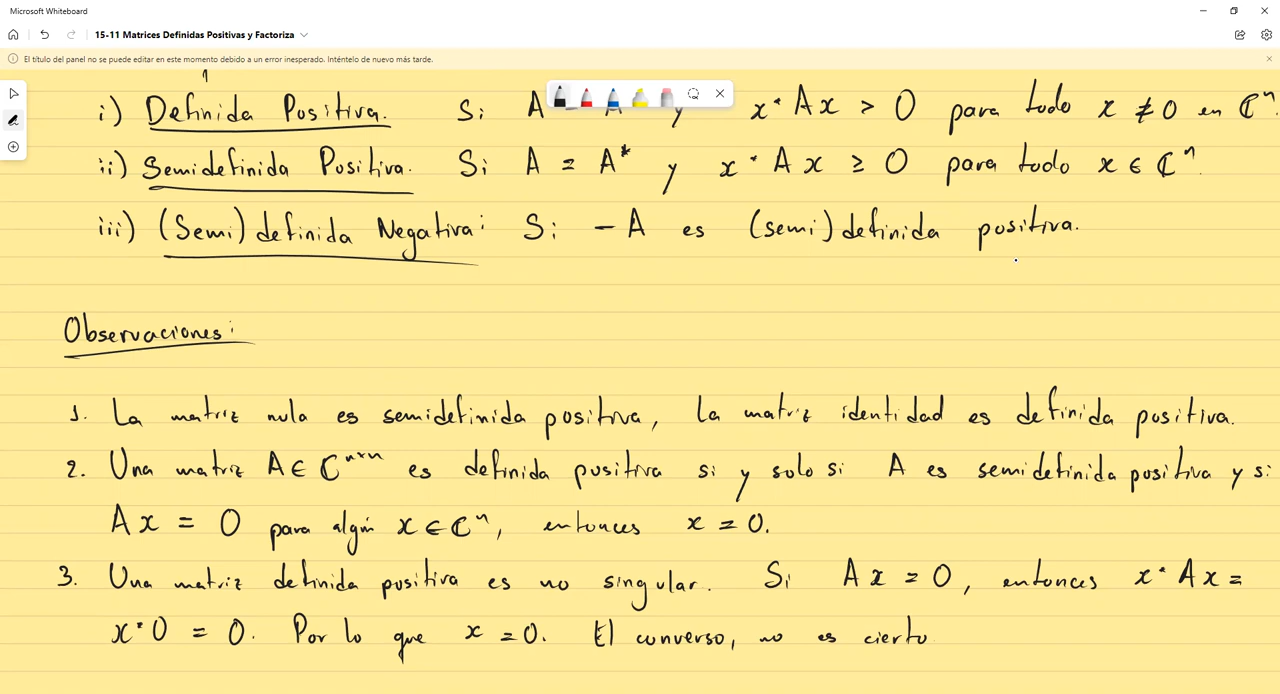 Microsoft Whiteboard
15-11 Matrices Definidas Positivas y Factoriza
El título del panel no se puede editar en este momento debido a un error inesperado. Inténtelo de nuevo más tarde.
i) Definida Positiva. Si A y x* A x > 0 para todo x ≠ 0 en ℂⁿ.
ii) Semidefinida Positiva. Si A = A* y x* A x ≥ 0 para todo x ∈ ℂⁿ.
iii) (Semi) definida Negativa: Si -A es (semi) definida positiva.
Observaciones:
1. La matriz nula es semidefinida positiva, la matriz identidad es definida positiva.
2. Una matriz A ∈ ℂⁿˣⁿ es definida positiva si y solo si A es semidefinida positiva y si
Ax = 0 para algún x ∈ ℂⁿ, entonces x = 0.
3. Una matriz definida positiva es no singular. Si Ax = 0, entonces x* Ax =
x* 0 = 0. Por lo que x = 0. El converso, no es cierto